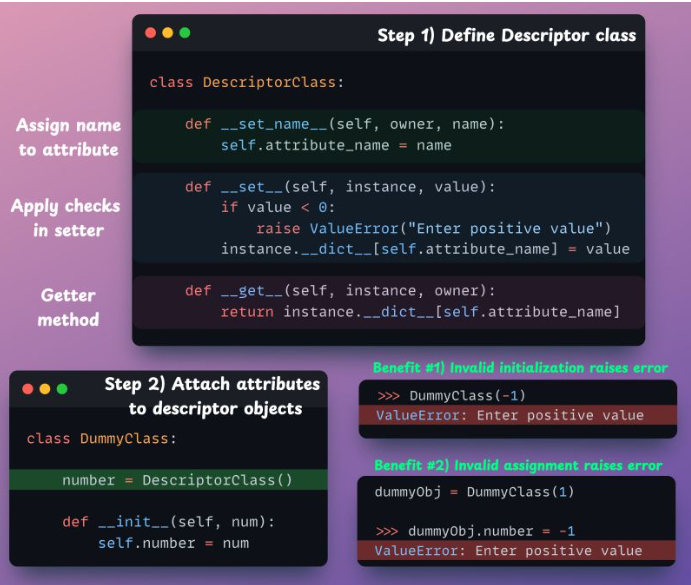 Step 1) Define Descriptor class
class DescriptorClass:
Assign name
to attribute
def __set_name__(self, owner, name):
self.attribute_name = name
Apply checks
in setter
def __set__(self, instance, value):
if value < 0:
raise ValueError("Enter positive value")
instance.__dict__[self.attribute_name] = value
Getter
method
def __get__(self, instance, owner):
return instance.__dict__[self.attribute_name]
Step 2) Attach attributes
to descriptor objects
class DummyClass:
number = DescriptorClass()
def __init__(self, num):
self.number = num
Benefit #1) Invalid initialization raises error
>>> DummyClass(-1)
ValueError: Enter positive value
Benefit #2) Invalid assignment raises error
dummyObj = DummyClass(1)
>>> dummyObj.number = -1
ValueError: Enter positive value